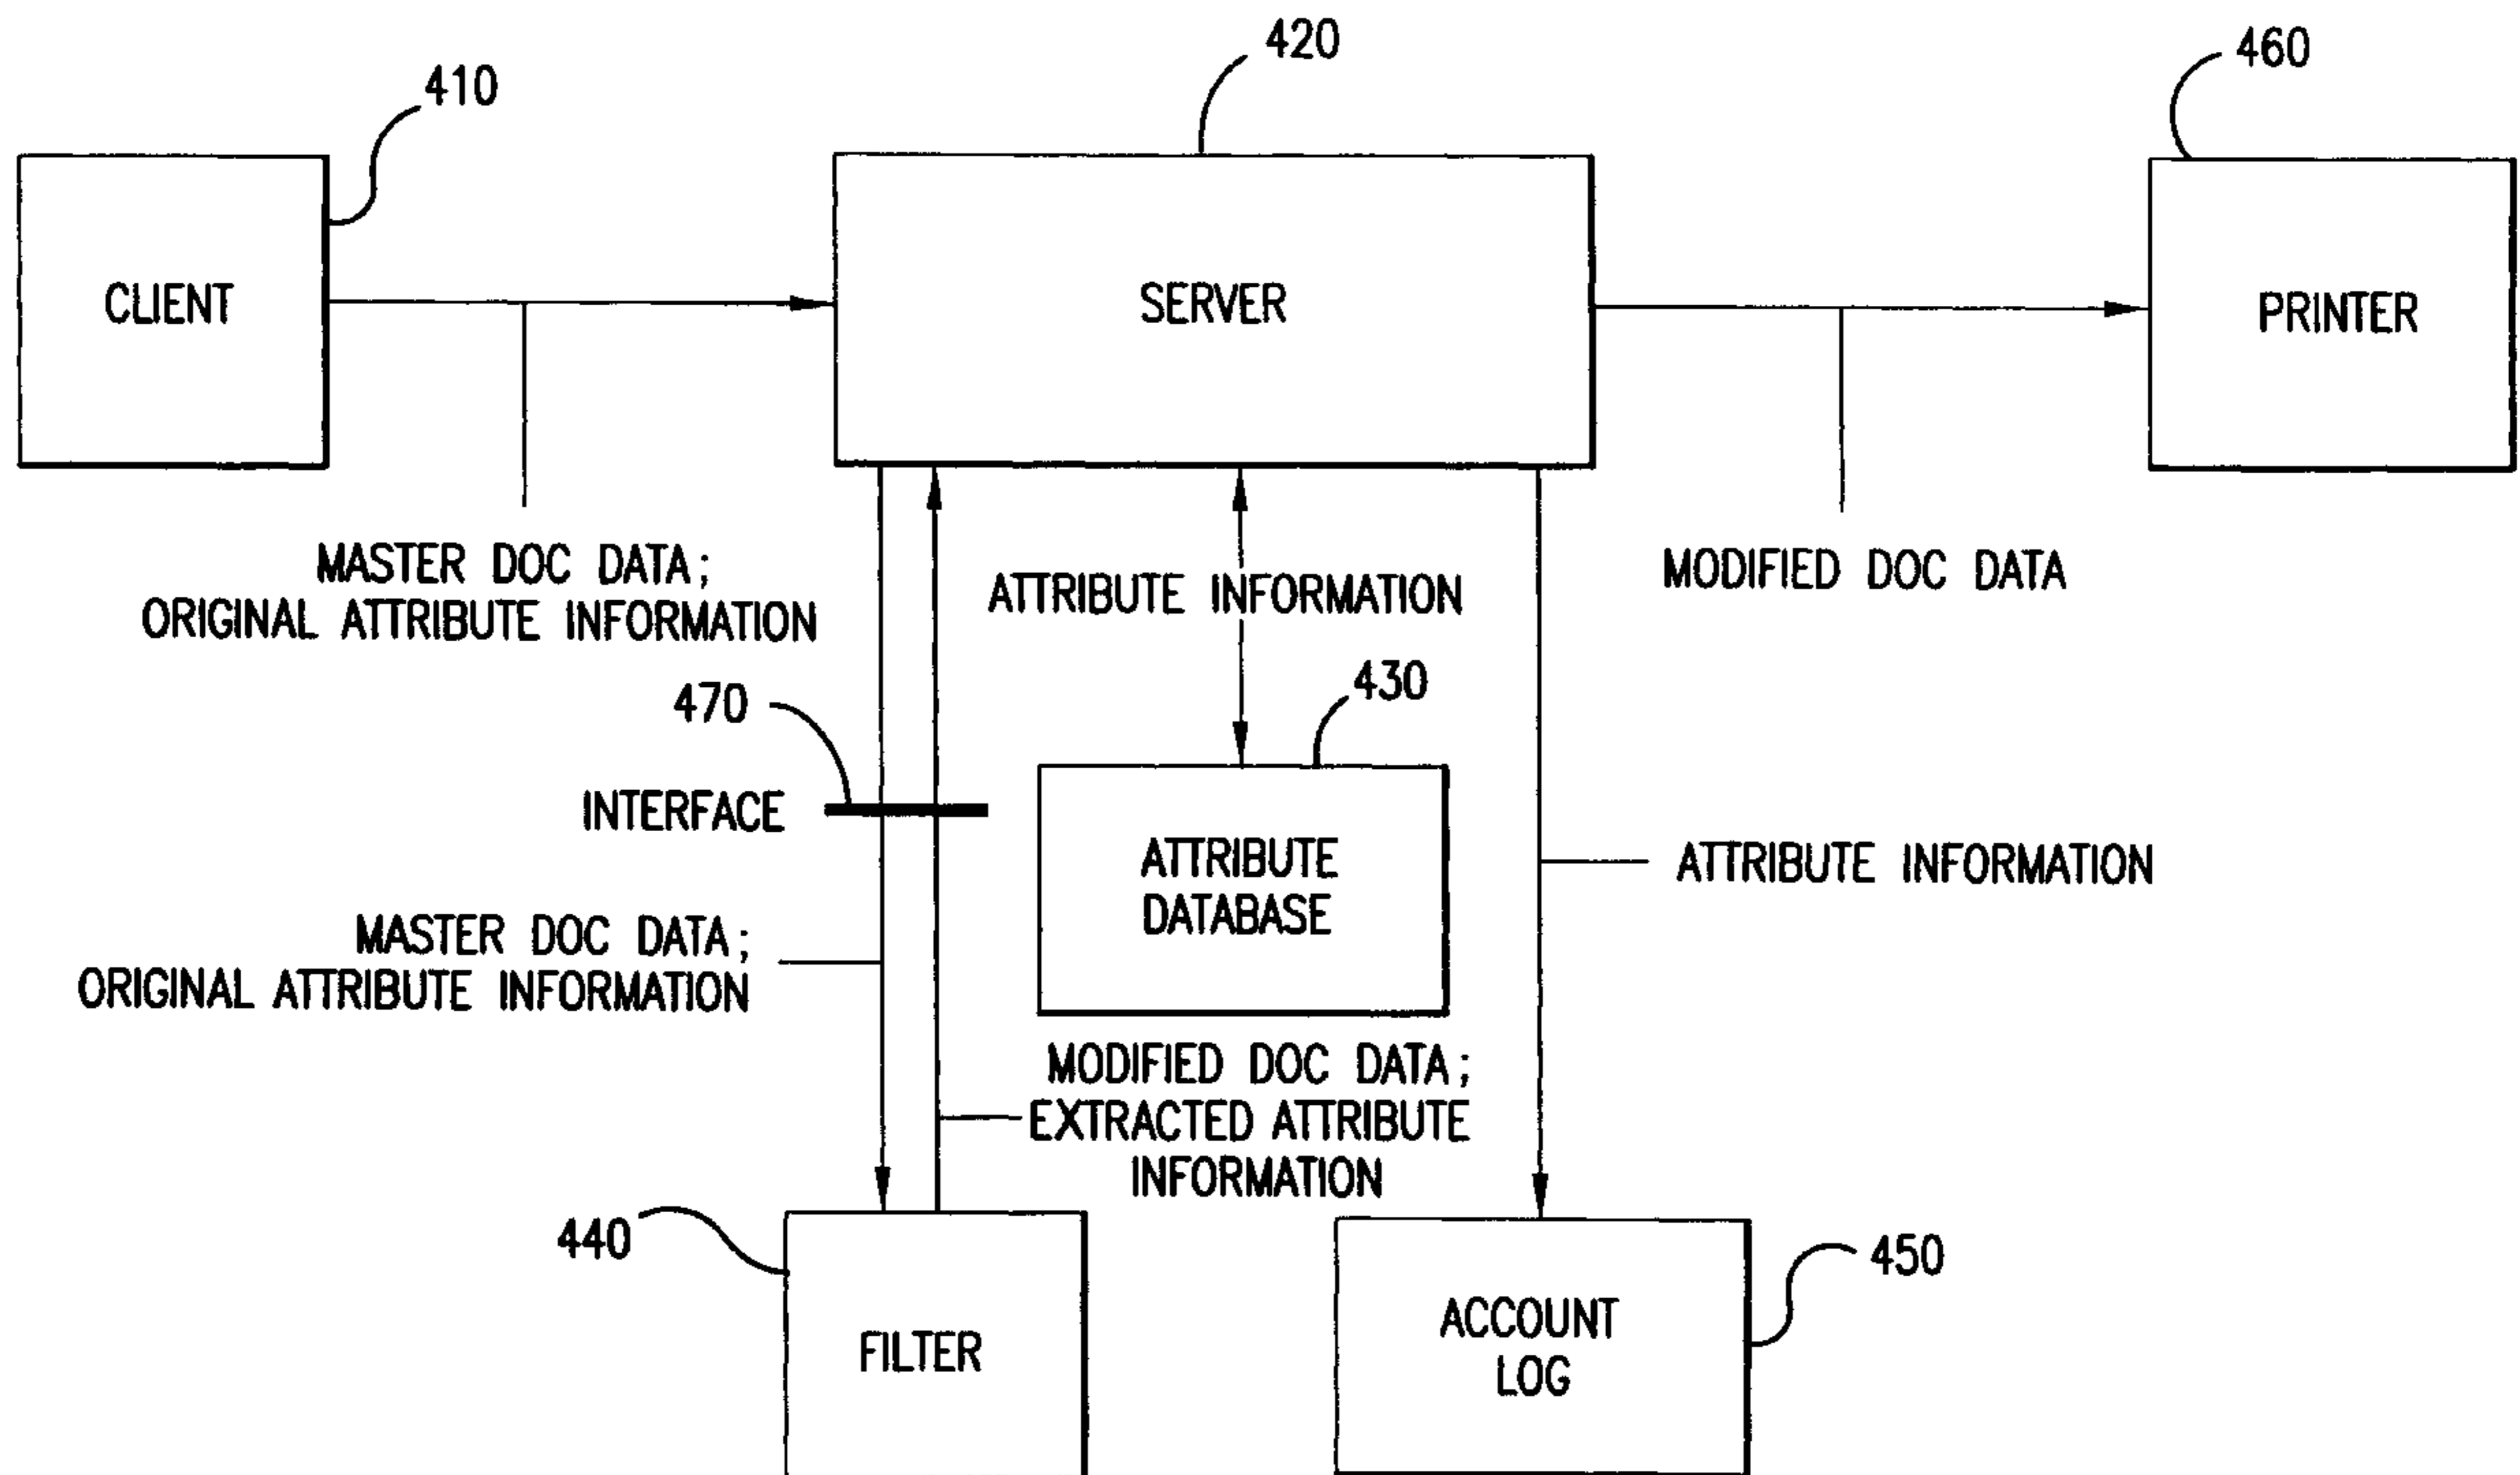 420
460
410
CLIENT
SERVER
PRINTER
MASTER DOC DATA;
ORIGINAL ATTRIBUTE INFORMATION
ATTRIBUTE INFORMATION
MODIFIED DOC DATA
430
470
INTERFACE
ATTRIBUTE
DATABASE
ATTRIBUTE INFORMATION
MASTER DOC DATA;
ORIGINAL ATTRIBUTE INFORMATION
MODIFIED DOC DATA;
EXTRACTED ATTRIBUTE
INFORMATION
440
450
FILTER
ACCOUNT
LOG